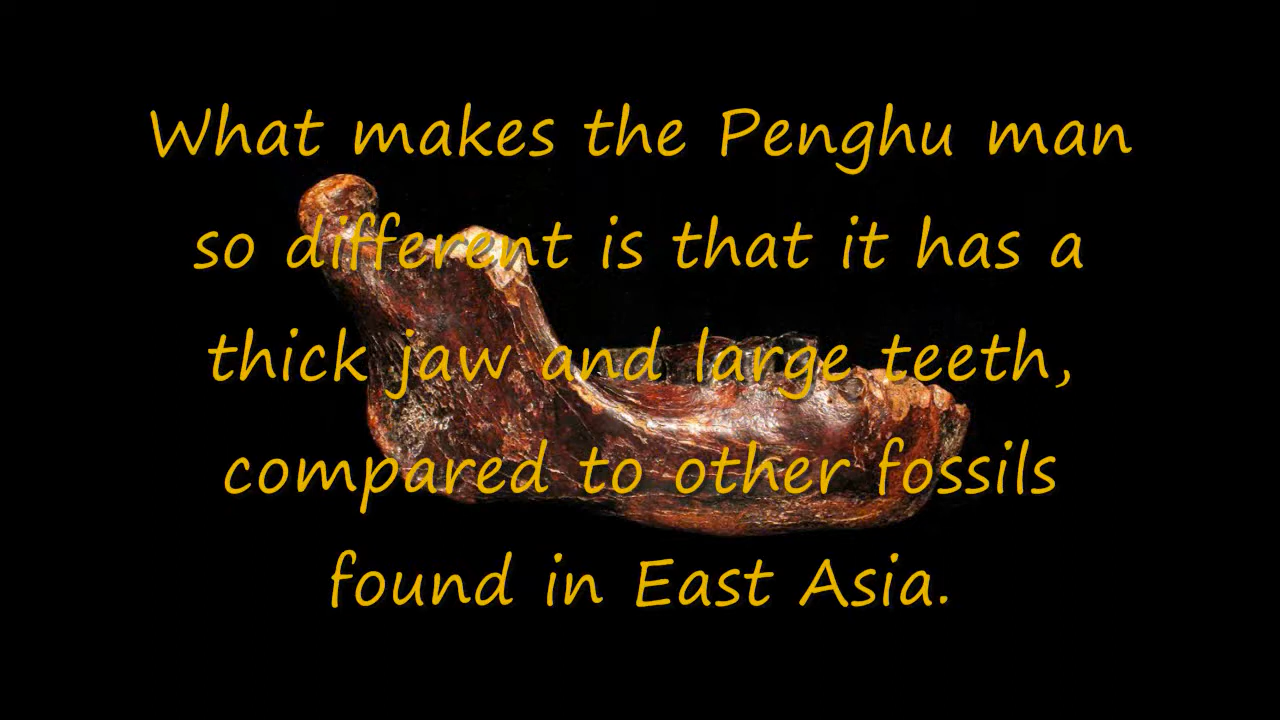 What makes the Penghu man
so different is that it has a
thick jaw and large teeth,
compared to other fossils
found in East Asia.